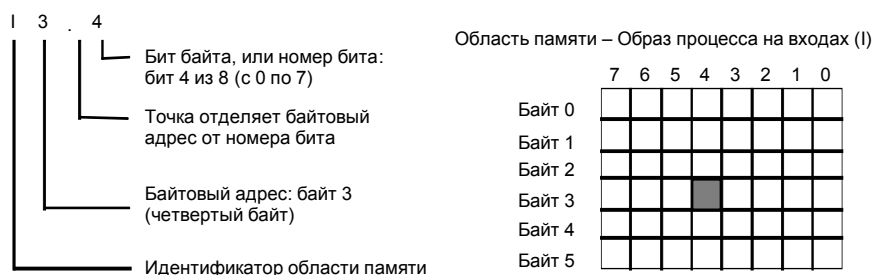 I 3 . 4
Бит байта, или номер бита:
бит 4 из 8 (с 0 по 7)
Точка отделяет байтовый
адрес от номера бита
Байтовый адрес: байт 3
(четвертый байт)
Идентификатор области памяти
Область памяти – Образ процесса на входах (I)
7 6 5 4 3 2 1 0
Байт 0
Байт 1
Байт 2
Байт 3
Байт 4
Байт 5